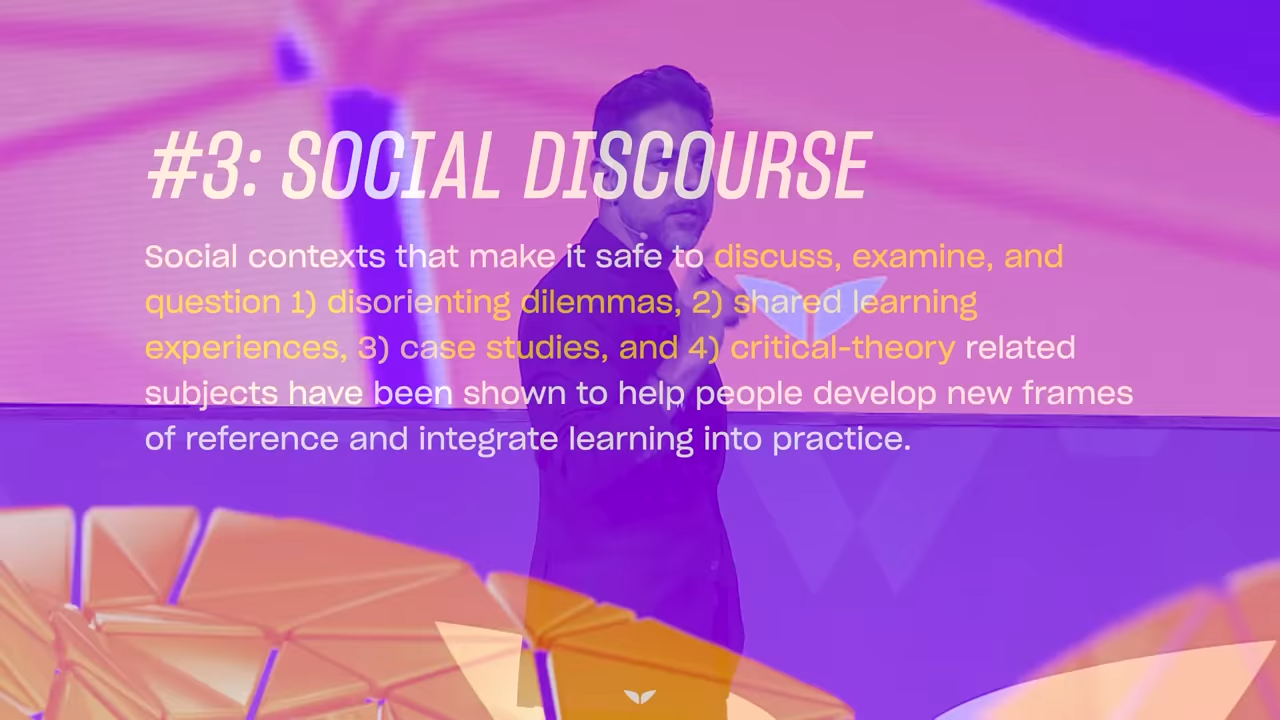 #3: SOCIAL DISCOURSE
Social contexts that make it safe to discuss, examine, and
question 1) disorienting dilemmas, 2) shared learning
experiences, 3) case studies, and 4) critical-theory related
subjects have been shown to help people develop new frames
of reference and integrate learning into practice.